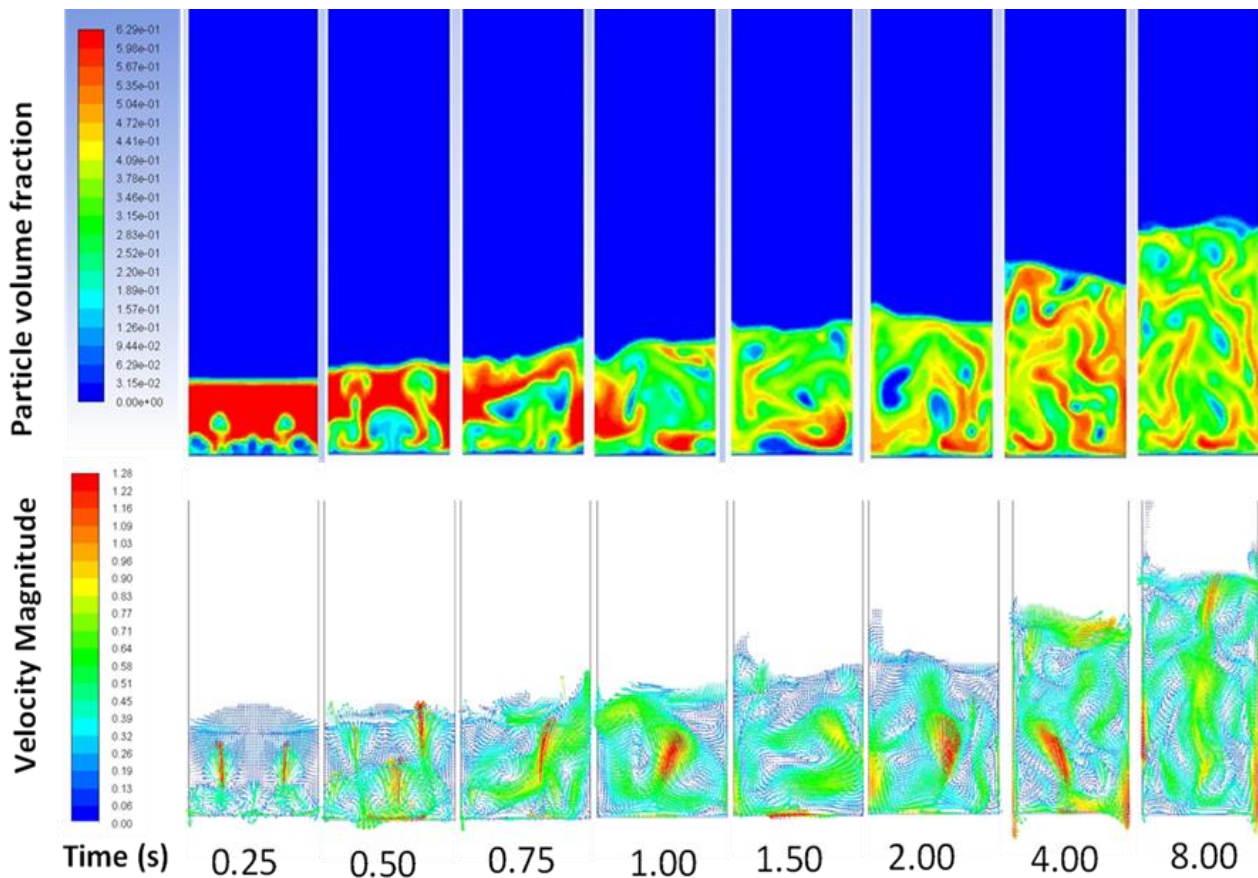 Particle volume fraction
6.29e-01
5.98e-01
5.67e-01
5.35e-01
5.04e-01
4.72e-01
4.41e-01
4.09e-01
3.78e-01
3.46e-01
3.15e-01
2.83e-01
2.52e-01
2.20e-01
1.89e-01
1.57e-01
1.26e-01
9.44e-02
6.29e-02
3.15e-02
0.00e+00
Velocity Magnitude
1.28
1.22
1.16
1.09
1.03
0.96
0.90
0.83
0.77
0.71
0.64
0.58
0.51
0.45
0.39
0.32
0.26
0.19
0.13
0.06
0.00
Time (s) 0.25 0.50 0.75 1.00 1.50 2.00 4.00 8.00